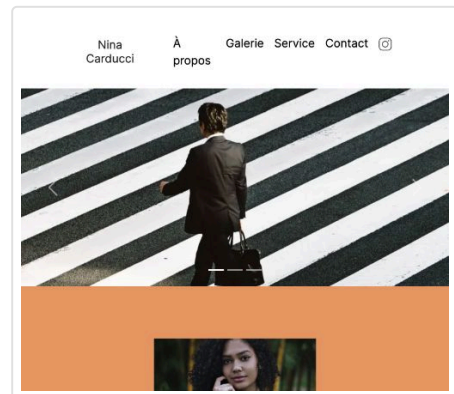 Nina
Carducci
À
propos
Galerie Service Contact